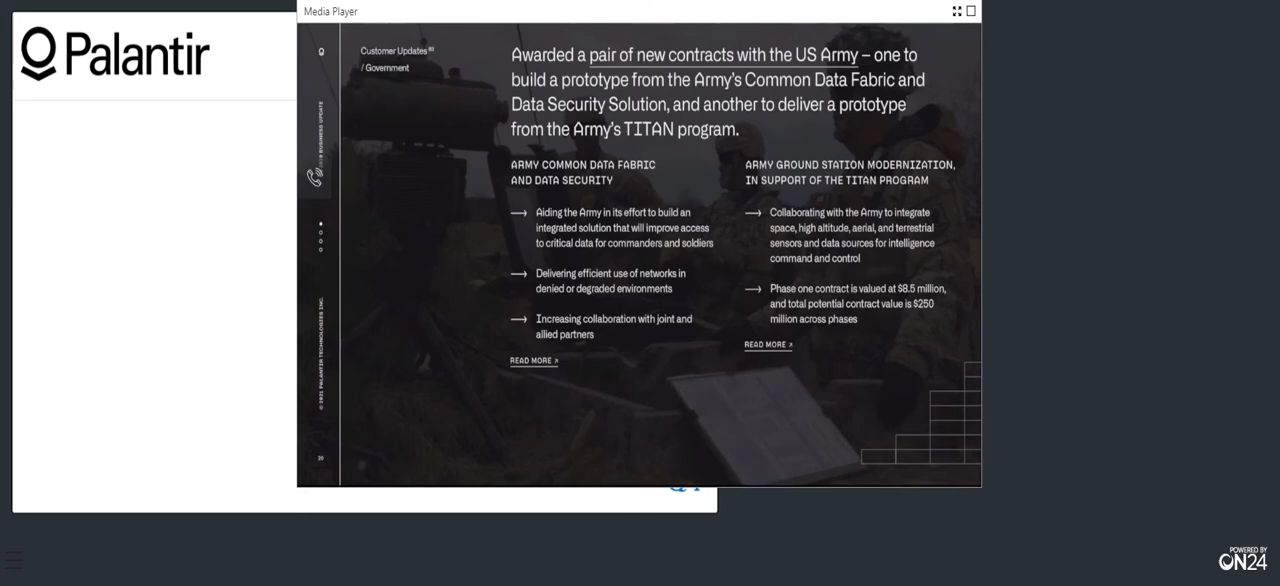 Palantir
Media Player
Customer Updates
/ Government
Awarded a pair of new contracts with the US Army – one to
build a prototype from the Army's Common Data Fabric and
Data Security Solution, and another to deliver a prototype
from the Army's TITAN program.
ARMY COMMON DATA FABRIC
AND DATA SECURITY
Aiding the Army in its effort to build an
integrated solution that will improve access
to critical data for commanders and soldiers
Delivering efficient use of networks in
denied or degraded environments
Increasing collaboration with joint and
allied partners
READ MORE ↗
ARMY GROUND STATION MODERNIZATION,
IN SUPPORT OF THE TITAN PROGRAM
Collaborating with the Army to integrate
space, high altitude, aerial, and terrestrial
sensors and data sources for intelligence
command and control
Phase one contract is valued at $8.5 million,
and total potential contract value is $250
million across phases
READ MORE ↗
BUSINESS UPDATE
© 2021 PALANTIR TECHNOLOGIES INC.
POWERED BY
ON24